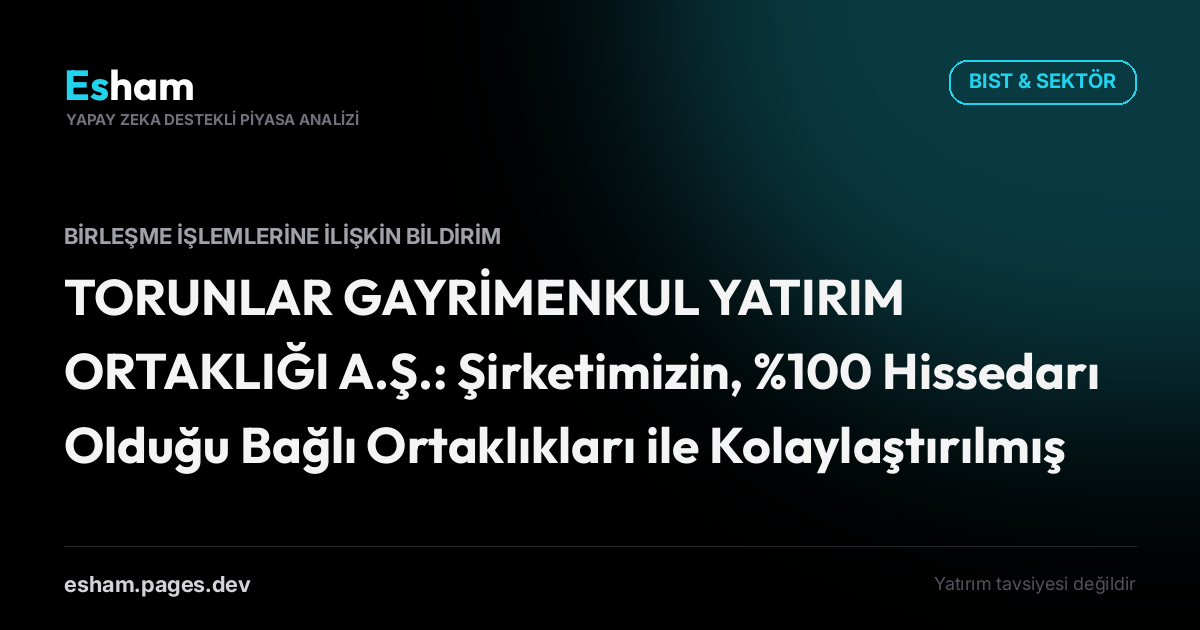 Esham
BIST & SEKTÖR
YAPAY ZEKA DESTEKLİ PİYASA ANALİZİ
BİRLEŞME İŞLEMLERİNE İLİŞKİN BİLDİRİM
TORUNLAR GAYRİMENKUL YATIRIM
ORTAKLIĞI A.Ş.: Şirketimizin, %100 Hissedarı
Olduğu Bağlı Ortaklıkları ile Kolaylaştırılmış
esham.pages.dev
Yatırım tavsiyesi değildir